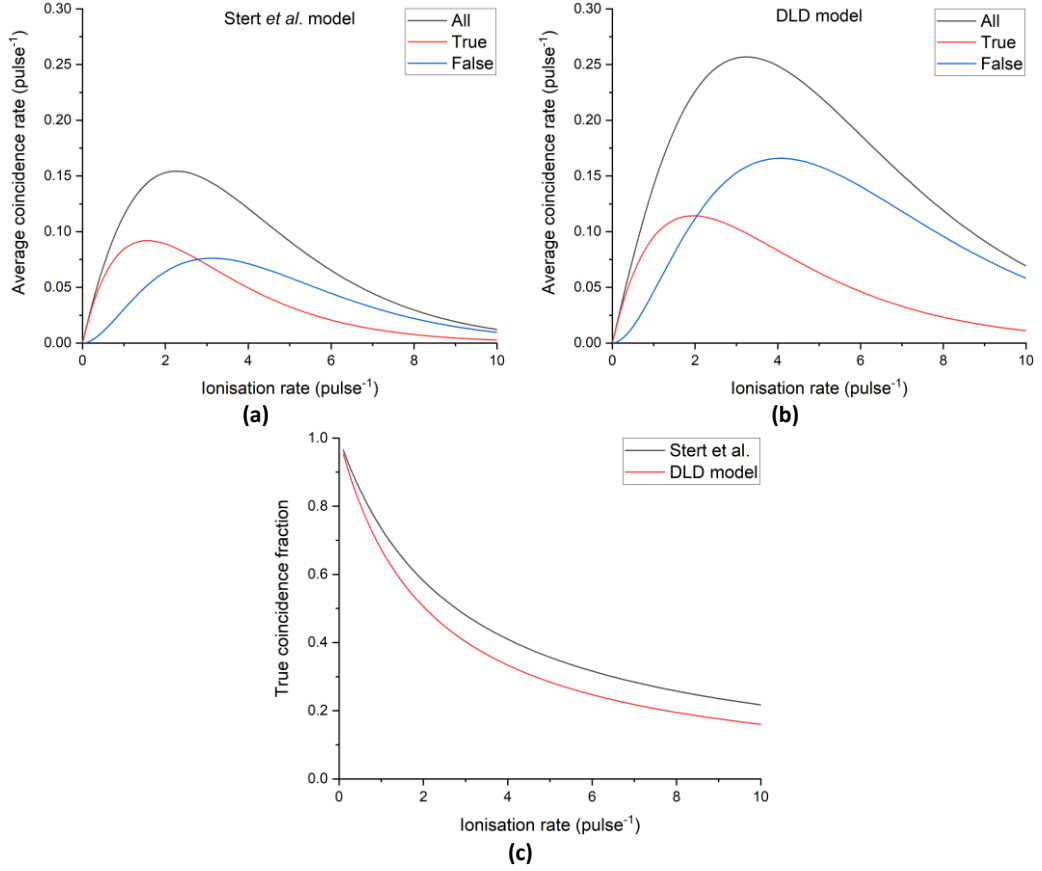 Stert et al. model
All
True
False
0.30
0.25
0.20
0.15
0.10
0.05
0.00
Average coincidence rate (pulse⁻¹)
0 2 4 6 8 10
Ionisation rate (pulse⁻¹)
(a)
DLD model
All
True
False
0.30
0.25
0.20
0.15
0.10
0.05
0.00
Average coincidence rate (pulse⁻¹)
0 2 4 6 8 10
Ionisation rate (pulse⁻¹)
(b)
Stert et al.
DLD model
1.0
0.8
0.6
0.4
0.2
0.0
True coincidence fraction
0 2 4 6 8 10
Ionisation rate (pulse⁻¹)
(c)